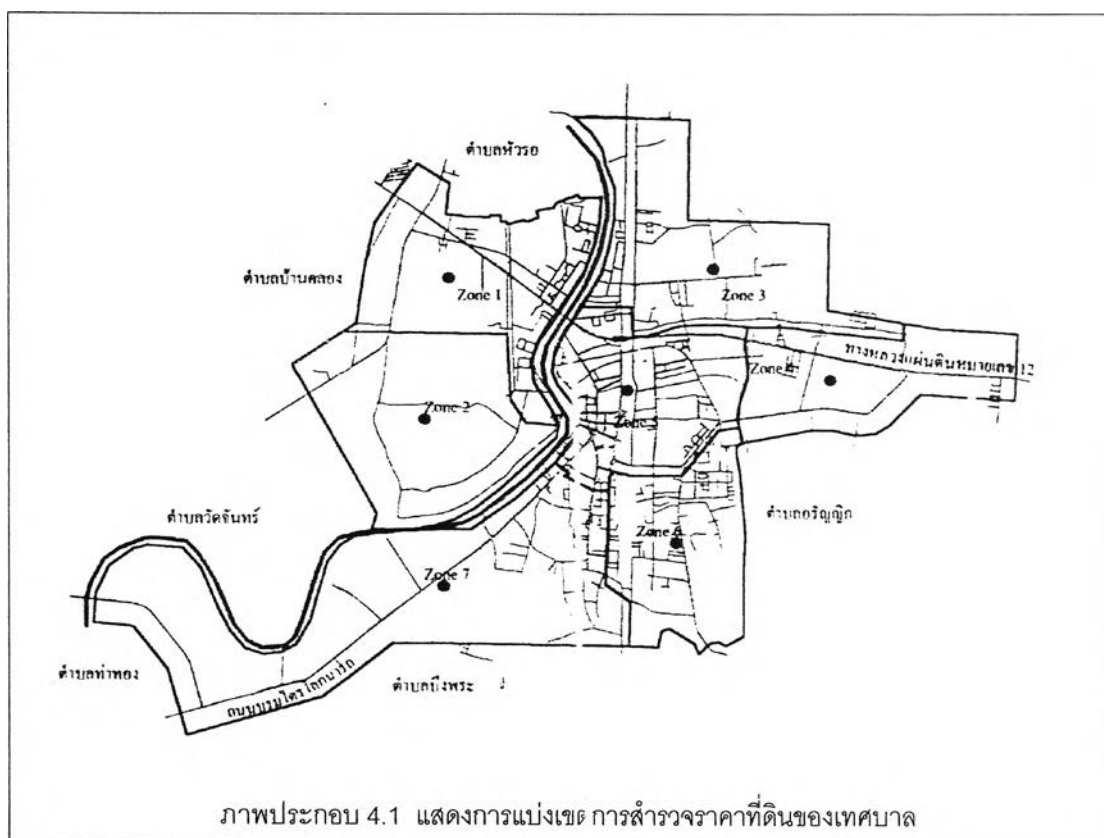 ตำบลหัวรอ
ตำบลบ้านคลอง
Zone 1
Zone 3
ทางหลวงแผ่นดินหมายเลข 12
Zone 4
Zone 2
Zone 5
ตำบลวัดจันทร์
ตำบลอรัญญิก
Zone 6
Zone 7
ตำบลท่าทอง
ถนนบรมไตรโลกนารถ
ตำบลบึงพระ
ภาพประกอบ 4.1 แสดงการแบ่งเขต การสำรวจราคาที่ดินของเทศบาล